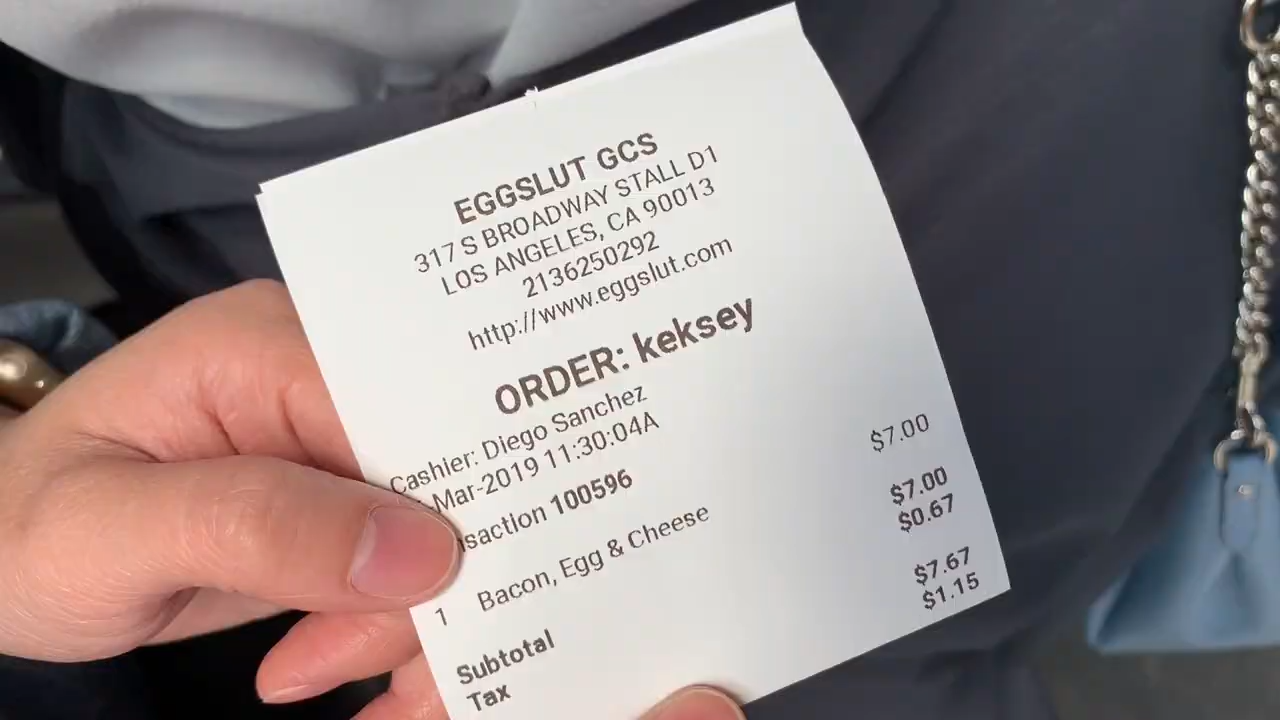 EGGSLUT GCS
317 S BROADWAY STALL D1
LOS ANGELES, CA 90013
2136250292
http://www.eggslut.com
ORDER: keksey
Cashier: Diego Sanchez
Mar-2019 11:30:04A
nsaction 100596
1 Bacon, Egg & Cheese $7.00
Subtotal $7.00
Tax $0.67
$7.67
$1.15